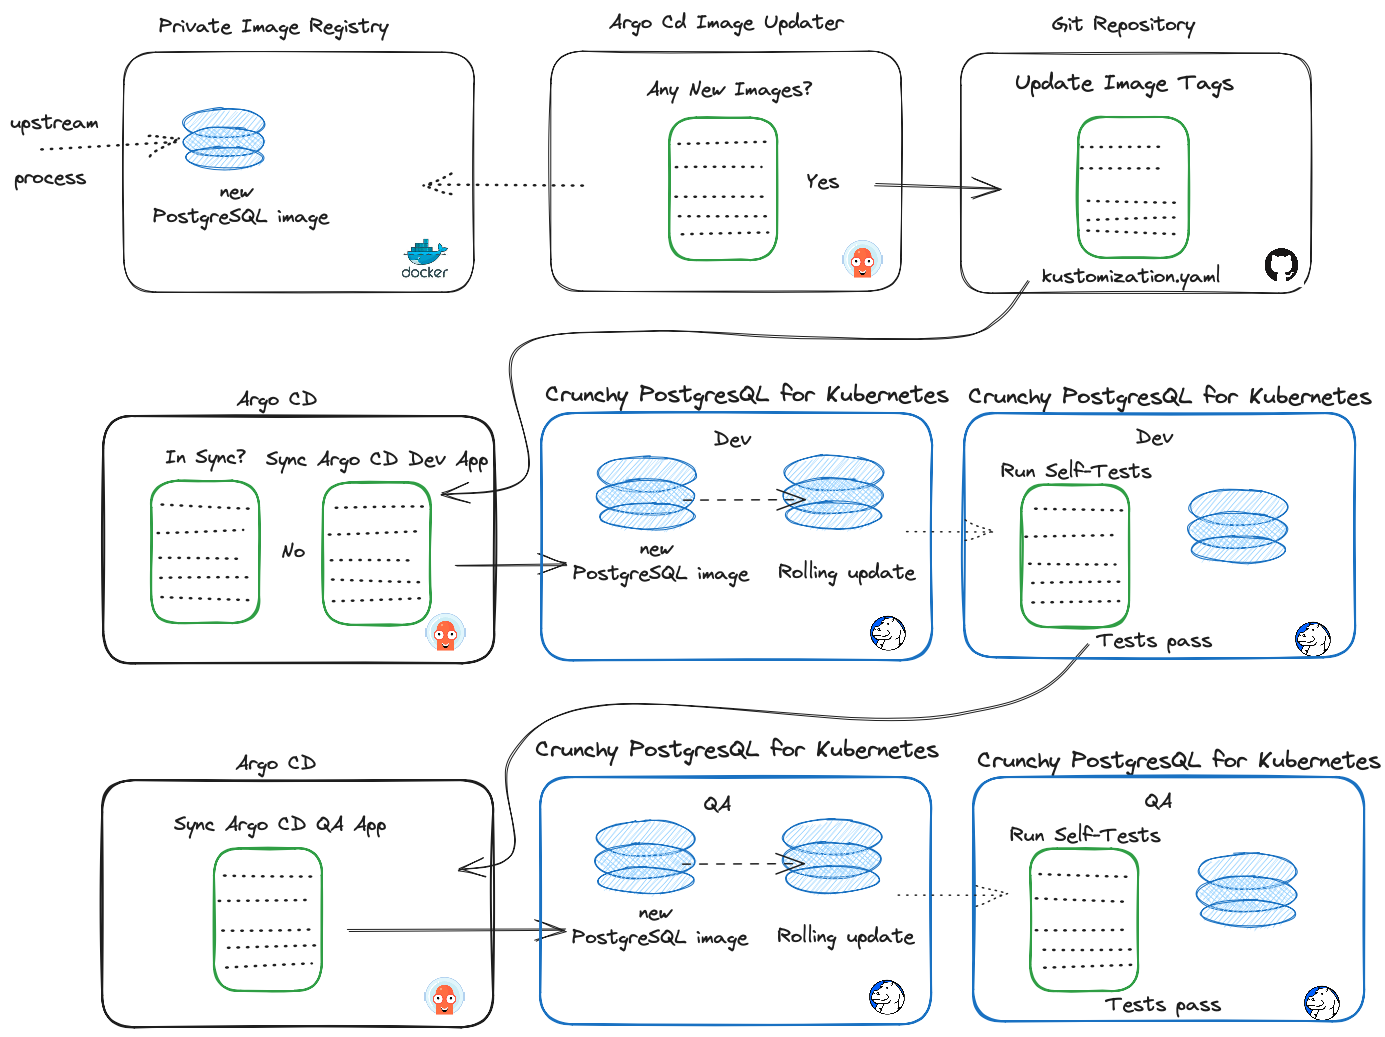 Private Image Registry
Argo Cd Image Updater
Git Repository
upstream
process
new
PostgreSQL image
docker
Any New Images?
Yes
Update Image Tags
kustomization.yaml
Argo CD
In Sync?
Sync Argo CD Dev App
No
Crunchy PostgresQL for Kubernetes
Dev
new
PostgreSQL image
Rolling update
Crunchy PostgresQL for Kubernetes
Dev
Run Self-Tests
Tests pass
Argo CD
Sync Argo CD QA App
Crunchy PostgresQL for Kubernetes
QA
new
PostgreSQL image
Rolling update
Crunchy PostgresQL for Kubernetes
QA
Run Self-Tests
Tests pass